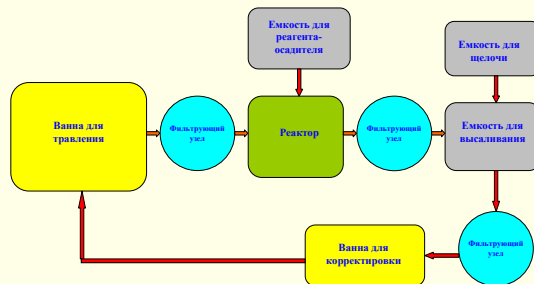 Емкость для
реагента-
осадителя
Емкость для
щелочи
Ванна для
травления
Фильтрующий
узел
Реактор
Фильтрующий
узел
Емкость для
высаливания
Фильтрующий
узел
Ванна для
корректировки